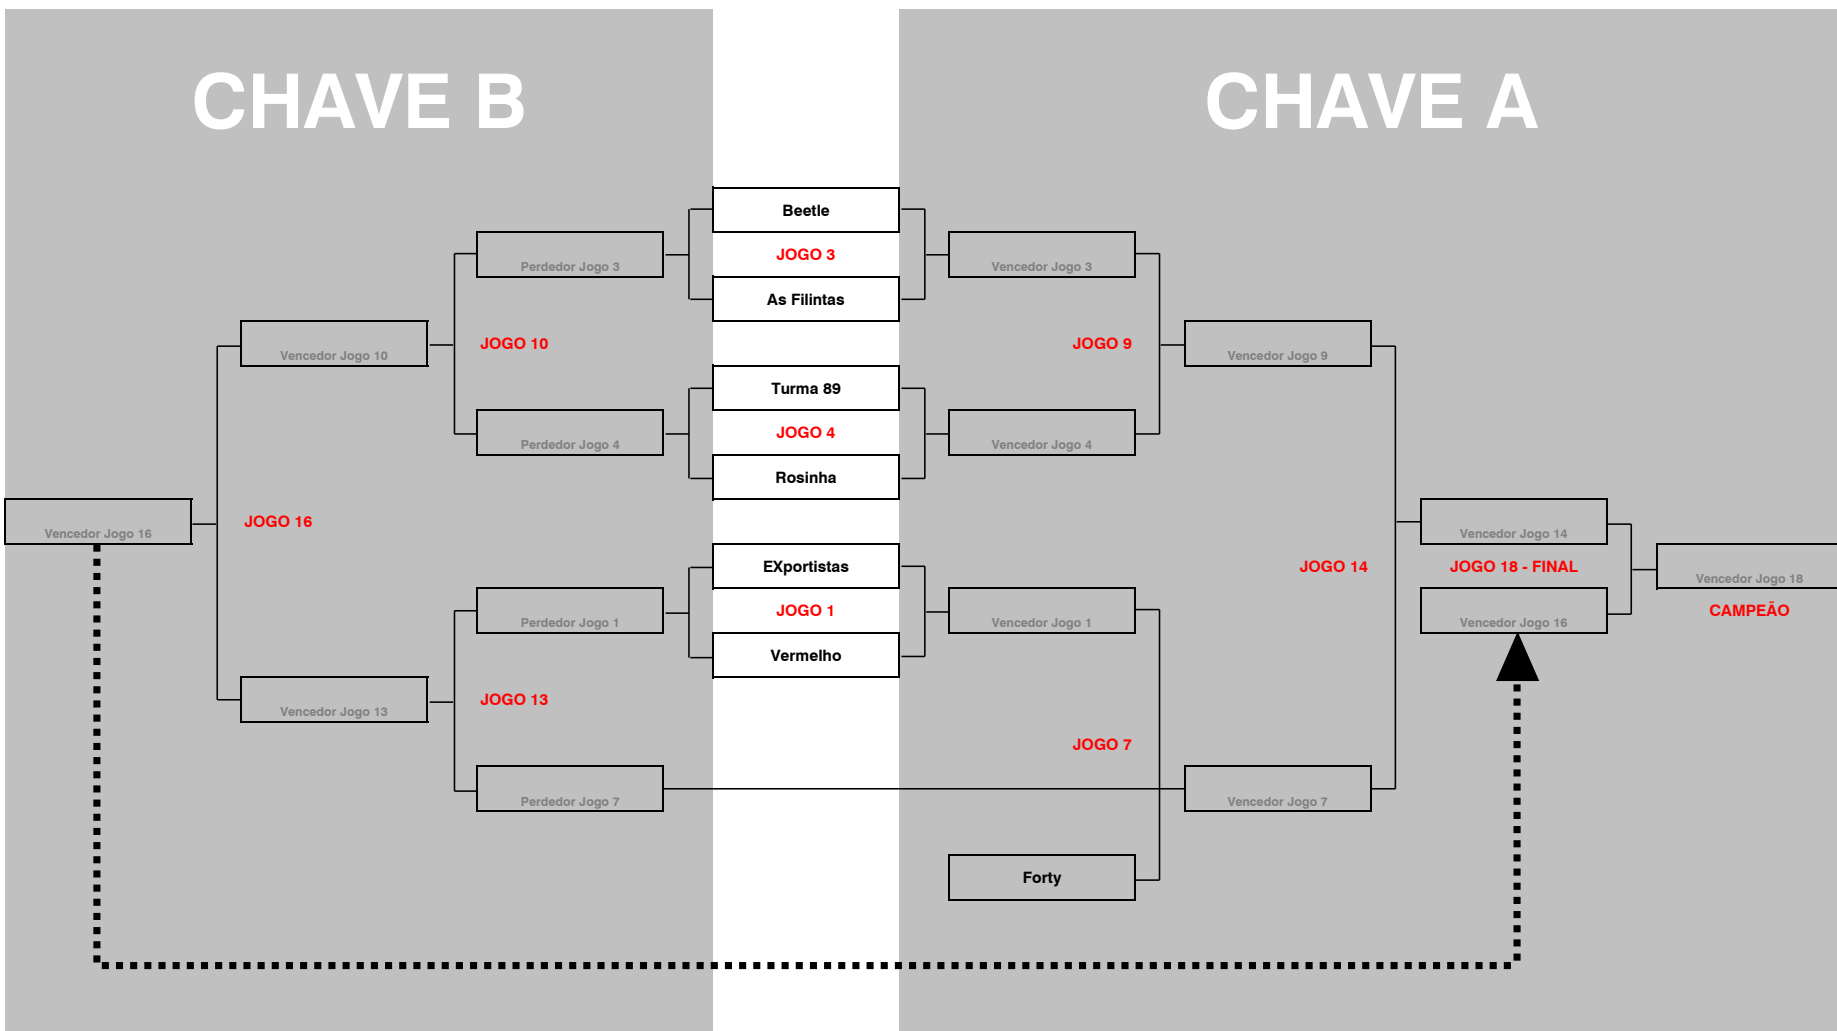 CHAVE B
CHAVE A
Beetle
Perdedor Jogo 3
JOGO 3
Vencedor Jogo 3
As Filintas
Vencedor Jogo 10
JOGO 10
JOGO 9
Vencedor Jogo 9
Turma 89
Perdedor Jogo 4
JOGO 4
Vencedor Jogo 4
Rosinha
Vencedor Jogo 16
JOGO 16
Vencedor Jogo 14
EXportistas
JOGO 14
JOGO 18 - FINAL
Vencedor Jogo 18
Perdedor Jogo 1
JOGO 1
Vencedor Jogo 1
Vencedor Jogo 16
CAMPEÃO
Vermelho
Vencedor Jogo 13
JOGO 13
JOGO 7
Perdedor Jogo 7
Vencedor Jogo 7
Forty